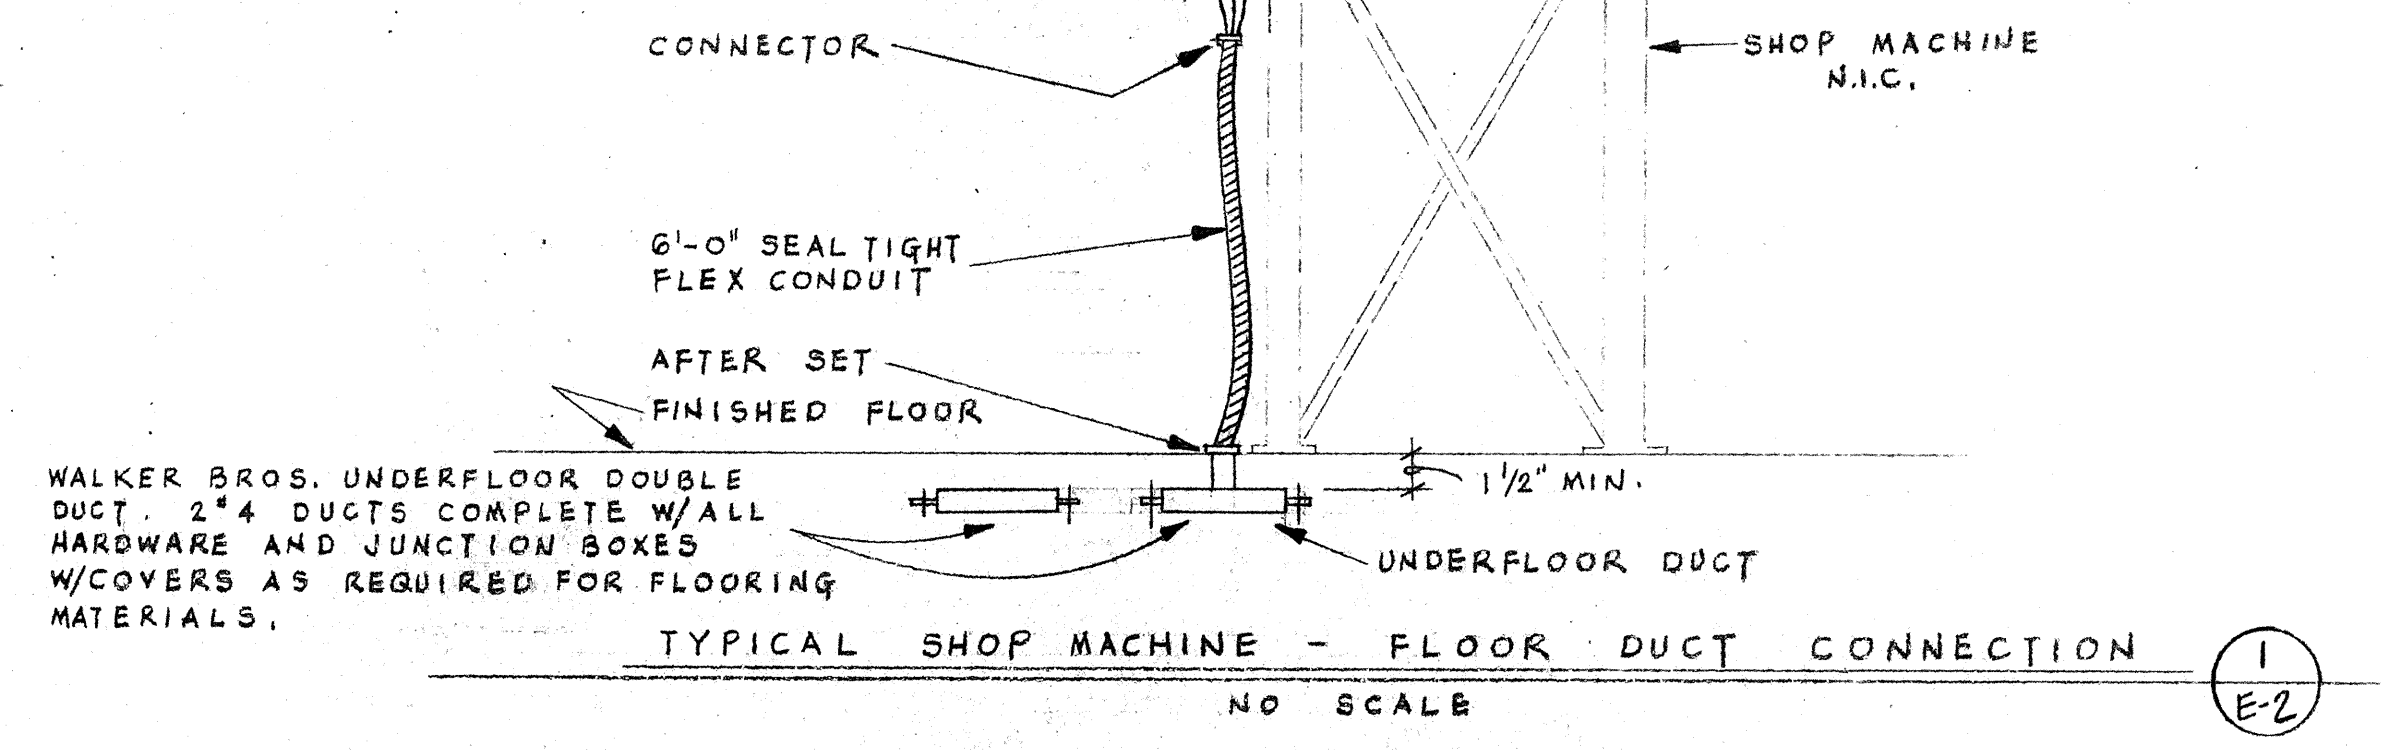 CONNECTOR
SHOP MACHINE
N.I.C.
6'-0" SEAL TIGHT
FLEX CONDUIT
AFTER SET
FINISHED FLOOR
WALKER BROS. UNDERFLOOR DOUBLE
DUCT. 2#4 DUCTS COMPLETE W/ALL
HARDWARE AND JUNCTION BOXES
W/COVERS AS REQUIRED FOR FLOORING
MATERIALS.
1 1/2" MIN.
UNDERFLOOR DUCT
TYPICAL SHOP MACHINE - FLOOR DUCT CONNECTION
NO SCALE
1
E-2